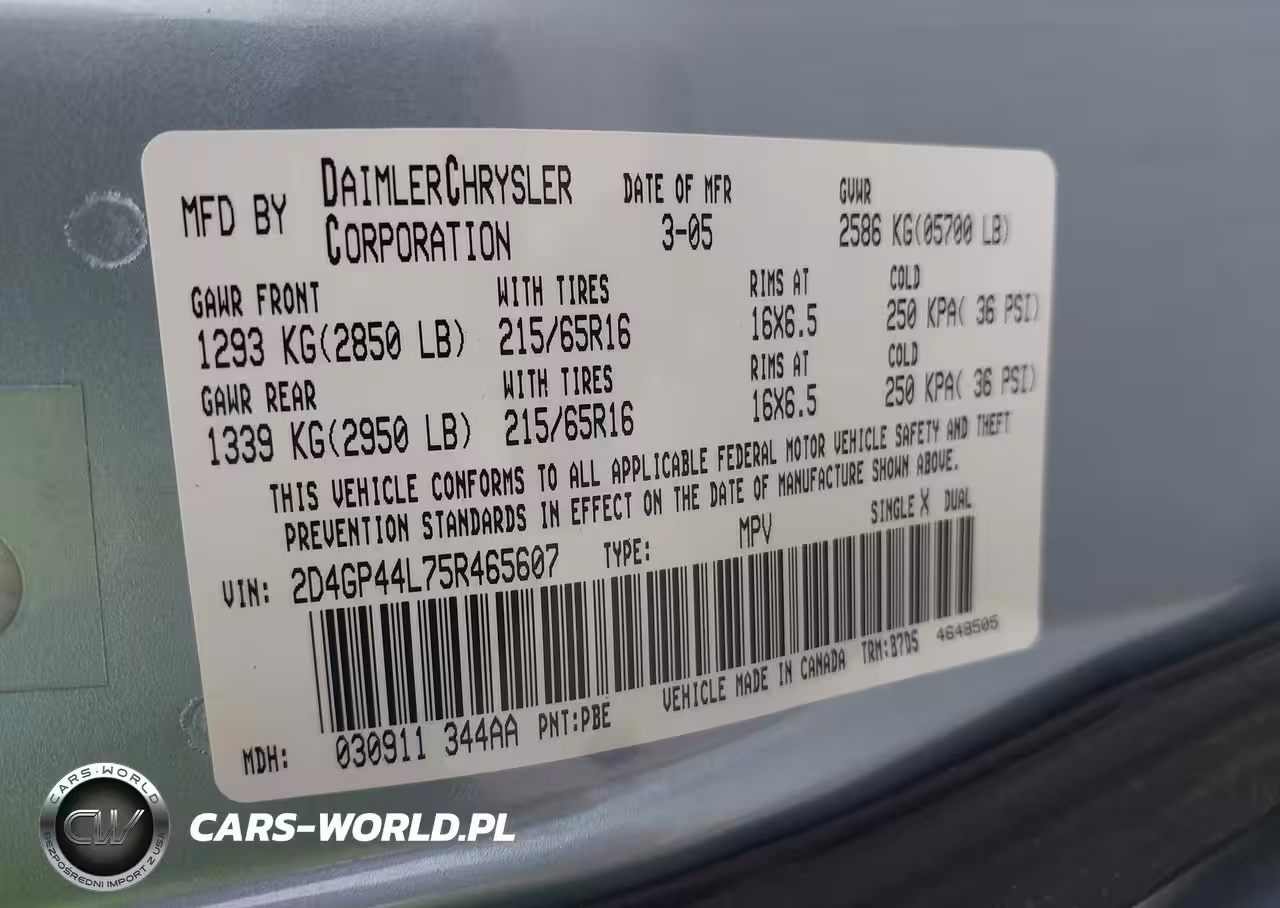 MFD BY DAIMLERCHRYSLER CORPORATION DATE OF MFR 3-05 GVWR 2586 KG(05700 LB)
GAWR FRONT WITH TIRES RIMS AT COLD
1293 KG(2850 LB) 215/65R16 16X6.5 250 KPA( 36 PSI)
GAWR REAR WITH TIRES RIMS AT COLD
1339 KG(2950 LB) 215/65R16 16X6.5 250 KPA( 36 PSI)
THIS VEHICLE CONFORMS TO ALL APPLICABLE FEDERAL MOTOR VEHICLE SAFETY AND THEFT
PREVENTION STANDARDS IN EFFECT ON THE DATE OF MANUFACTURE SHOWN ABOVE.
VIN: 2D4GP44L75R465607 TYPE: MPV SINGLE X DUAL
MDH: 030911 344AA PNT:PBE VEHICLE MADE IN CANADA TRM:B7D5 4648505
CARS-WORLD
CW
BEZPOŚREDNI IMPORT Z USA
CARS-WORLD.PL